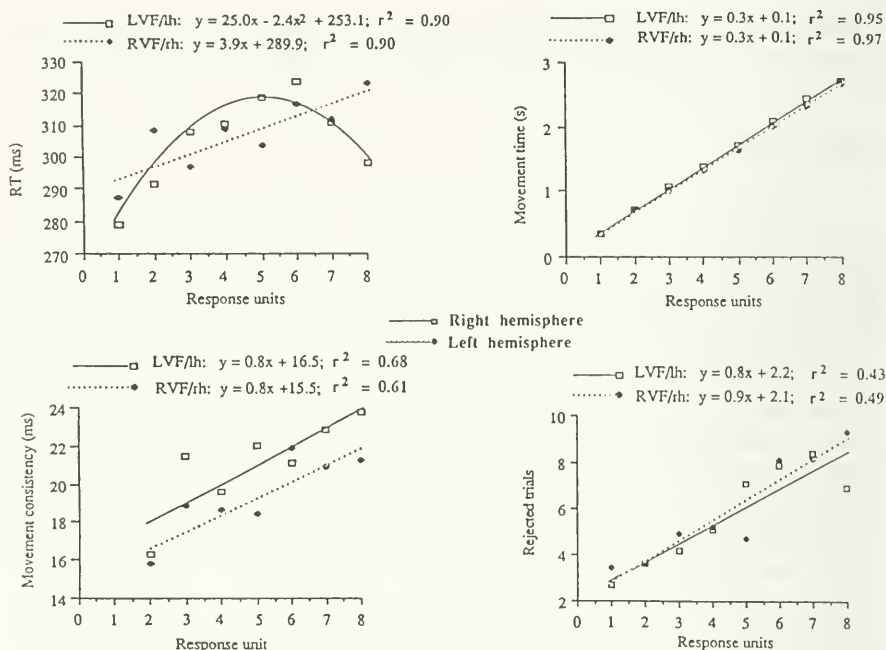 LVF/lh: y = 25.0x - 2.4x² + 253.1; r² = 0.90
RVF/rh: y = 3.9x + 289.9; r² = 0.90
330
320
310
300
290
280
270
RT (ms)
0 1 2 3 4 5 6 7 8
Response units
LVF/lh: y = 0.3x + 0.1; r² = 0.95
RVF/rh: y = 0.3x + 0.1; r² = 0.97
3
2
1
0
Movement time (s)
0 1 2 3 4 5 6 7 8
Response units
Right hemisphere
Left hemisphere
LVF/lh: y = 0.8x + 16.5; r² = 0.68
RVF/rh: y = 0.8x +15.5; r² = 0.61
24
22
20
18
16
14
Movement consistency (ms)
0 1 2 3 4 5 6 7 8
Response unit
LVF/lh: y = 0.8x + 2.2; r² = 0.43
RVF/rh: y = 0.9x + 2.1; r² = 0.49
10
8
6
4
2
Rejected trials
0 1 2 3 4 5 6 7 8
Response units